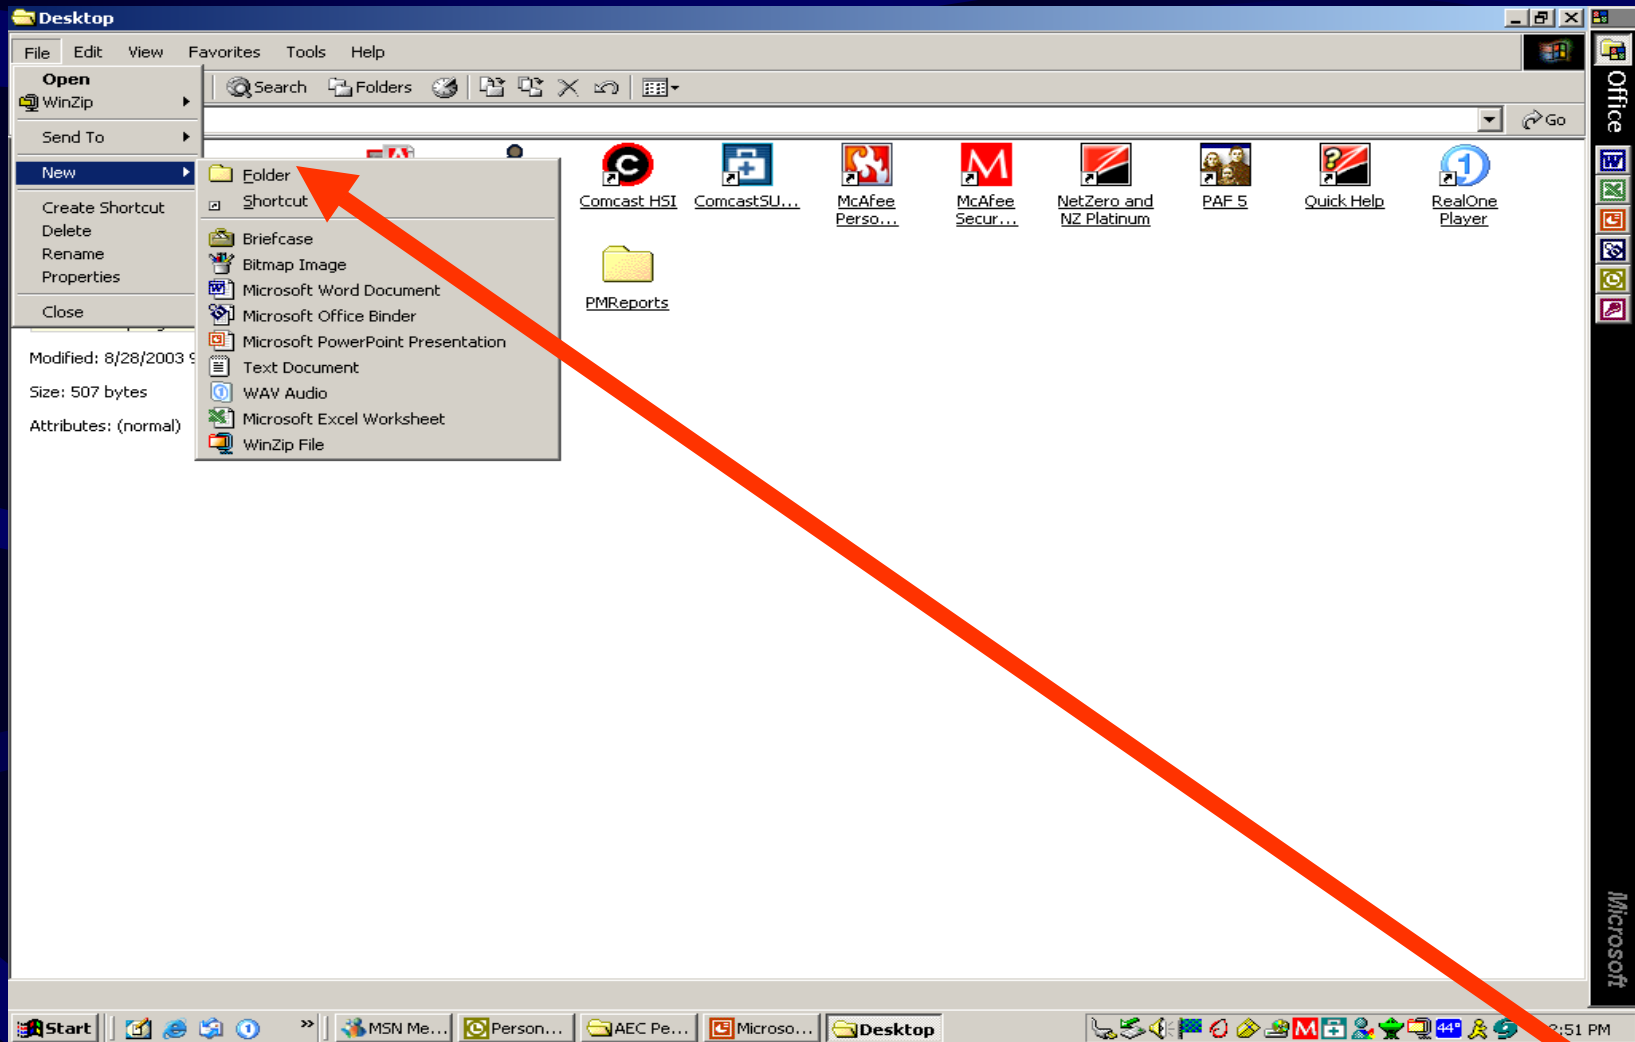 Desktop
File Edit View Favorites Tools Help
Search Folders
Go
Open
WinZip
Send To
New
Create Shortcut
Delete
Rename
Properties
Close
Folder
Shortcut
Briefcase
Bitmap Image
Microsoft Word Document
Microsoft Office Binder
Microsoft PowerPoint Presentation
Text Document
WAV Audio
Microsoft Excel Worksheet
WinZip File
Comcast HSI
ComcastSU...
McAfee
Perso...
McAfee
Secur...
NetZero and
NZ Platinum
PAF 5
Quick Help
RealOne
Player
PMReports
Modified: 8/28/2003
Size: 507 bytes
Attributes: (normal)
Office
Microsoft
Start
MSN Me...
Person...
AEC Pe...
Microso...
Desktop
44°
:51 PM